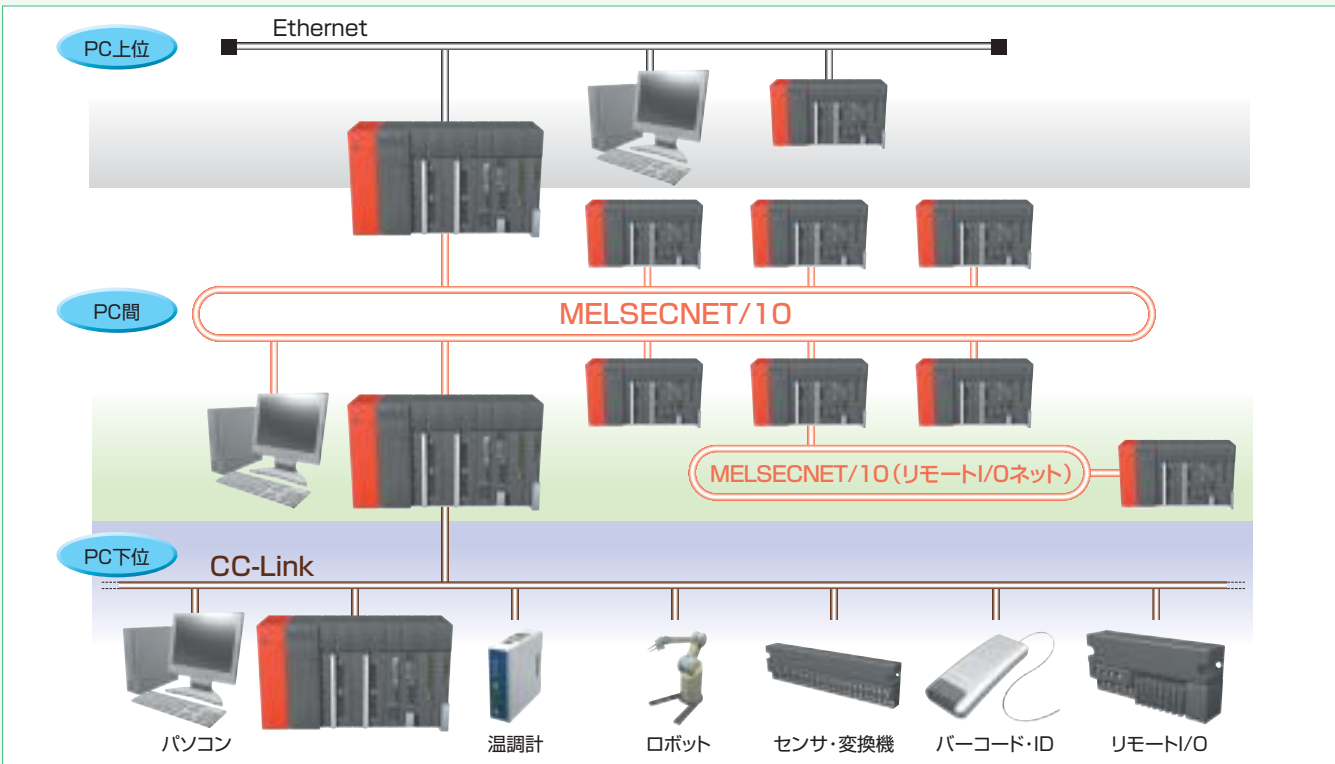 Ethernet
PC上位
PC間
MELSECNET/10
MELSECNET/10(リモートI/Oネット)
PC下位
CC-Link
パソコン
温調計
ロボット
センサ・変換機
バーコード・ID
リモートI/O